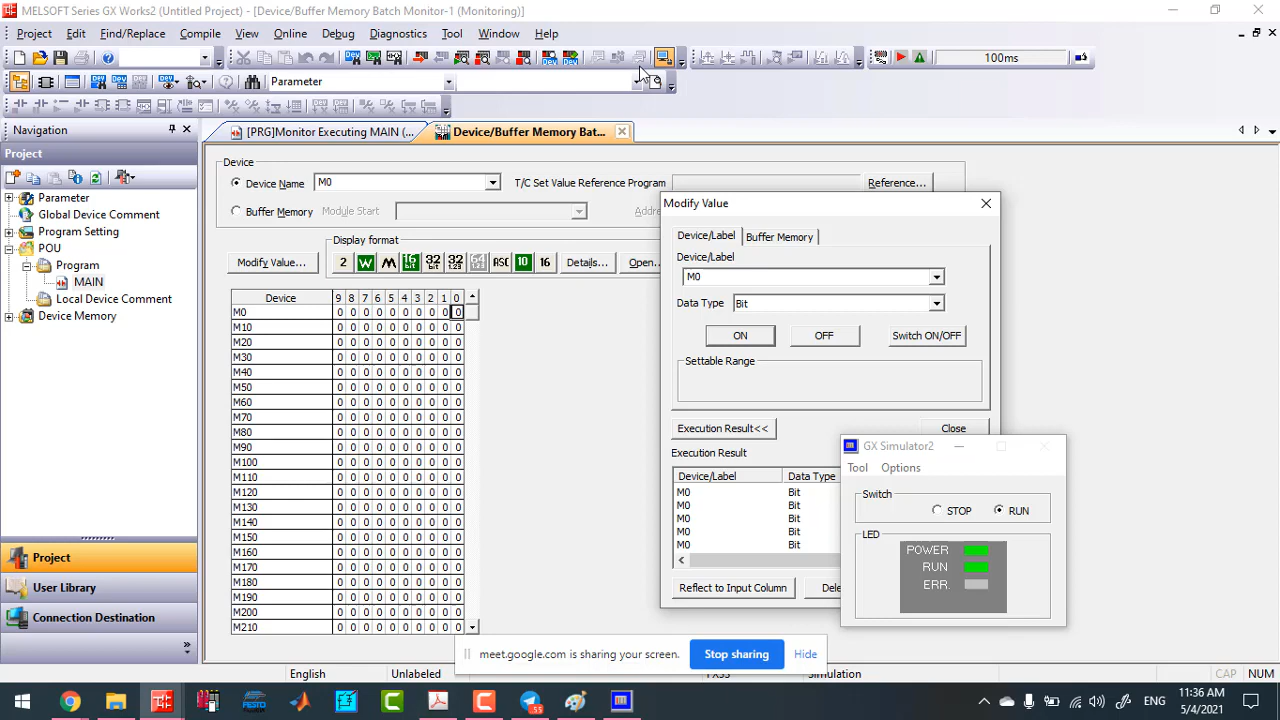 MELSOFT Series GX Works2 (Untitled Project) - [Device/Buffer Memory Batch Monitor-1 (Monitoring)]
Project Edit Find/Replace Compile View Online Debug Diagnostics Tool Window Help
100ms
Parameter
Navigation
[PRG]Monitor Executing MAIN (...
Device/Buffer Memory Bat...
Project
Parameter
Global Device Comment
Program Setting
POU
Program
MAIN
Local Device Comment
Device Memory
Project
User Library
Connection Destination
Device
Device Name M0 T/C Set Value Reference Program Reference...
Buffer Memory Module Start Addre
Modify Value... Display format
2 W M 16 bit 32 bit 32 1.23 64 1.23 ASC 10 16 Details... Open...
Device 9 8 7 6 5 4 3 2 1 0
M0 0 0 0 0 0 0 0 0 0 0
M10 0 0 0 0 0 0 0 0 0 0
M20 0 0 0 0 0 0 0 0 0 0
M30 0 0 0 0 0 0 0 0 0 0
M40 0 0 0 0 0 0 0 0 0 0
M50 0 0 0 0 0 0 0 0 0 0
M60 0 0 0 0 0 0 0 0 0 0
M70 0 0 0 0 0 0 0 0 0 0
M80 0 0 0 0 0 0 0 0 0 0
M90 0 0 0 0 0 0 0 0 0 0
M100 0 0 0 0 0 0 0 0 0 0
M110 0 0 0 0 0 0 0 0 0 0
M120 0 0 0 0 0 0 0 0 0 0
M130 0 0 0 0 0 0 0 0 0 0
M140 0 0 0 0 0 0 0 0 0 0
M150 0 0 0 0 0 0 0 0 0 0
M160 0 0 0 0 0 0 0 0 0 0
M170 0 0 0 0 0 0 0 0 0 0
M180 0 0 0 0 0 0 0 0 0 0
M190 0 0 0 0 0 0 0 0 0 0
M200 0 0 0 0 0 0 0 0 0 0
M210 0 0 0 0 0 0 0 0 0 0
Modify Value
Device/Label Buffer Memory
Device/Label
M0
Data Type Bit
ON OFF Switch ON/OFF
Settable Range
Execution Result<< Close
Execution Result
Device/Label Data Type
M0 Bit
M0 Bit
M0 Bit
M0 Bit
M0 Bit
Reflect to Input Column Dele
GX Simulator2
Tool Options
Switch
STOP RUN
LED
POWER
RUN
ERR.
meet.google.com is sharing your screen. Stop sharing Hide
English Unlabeled Simulation CAP NUM
55
ENG
11:36 AM
5/4/2021